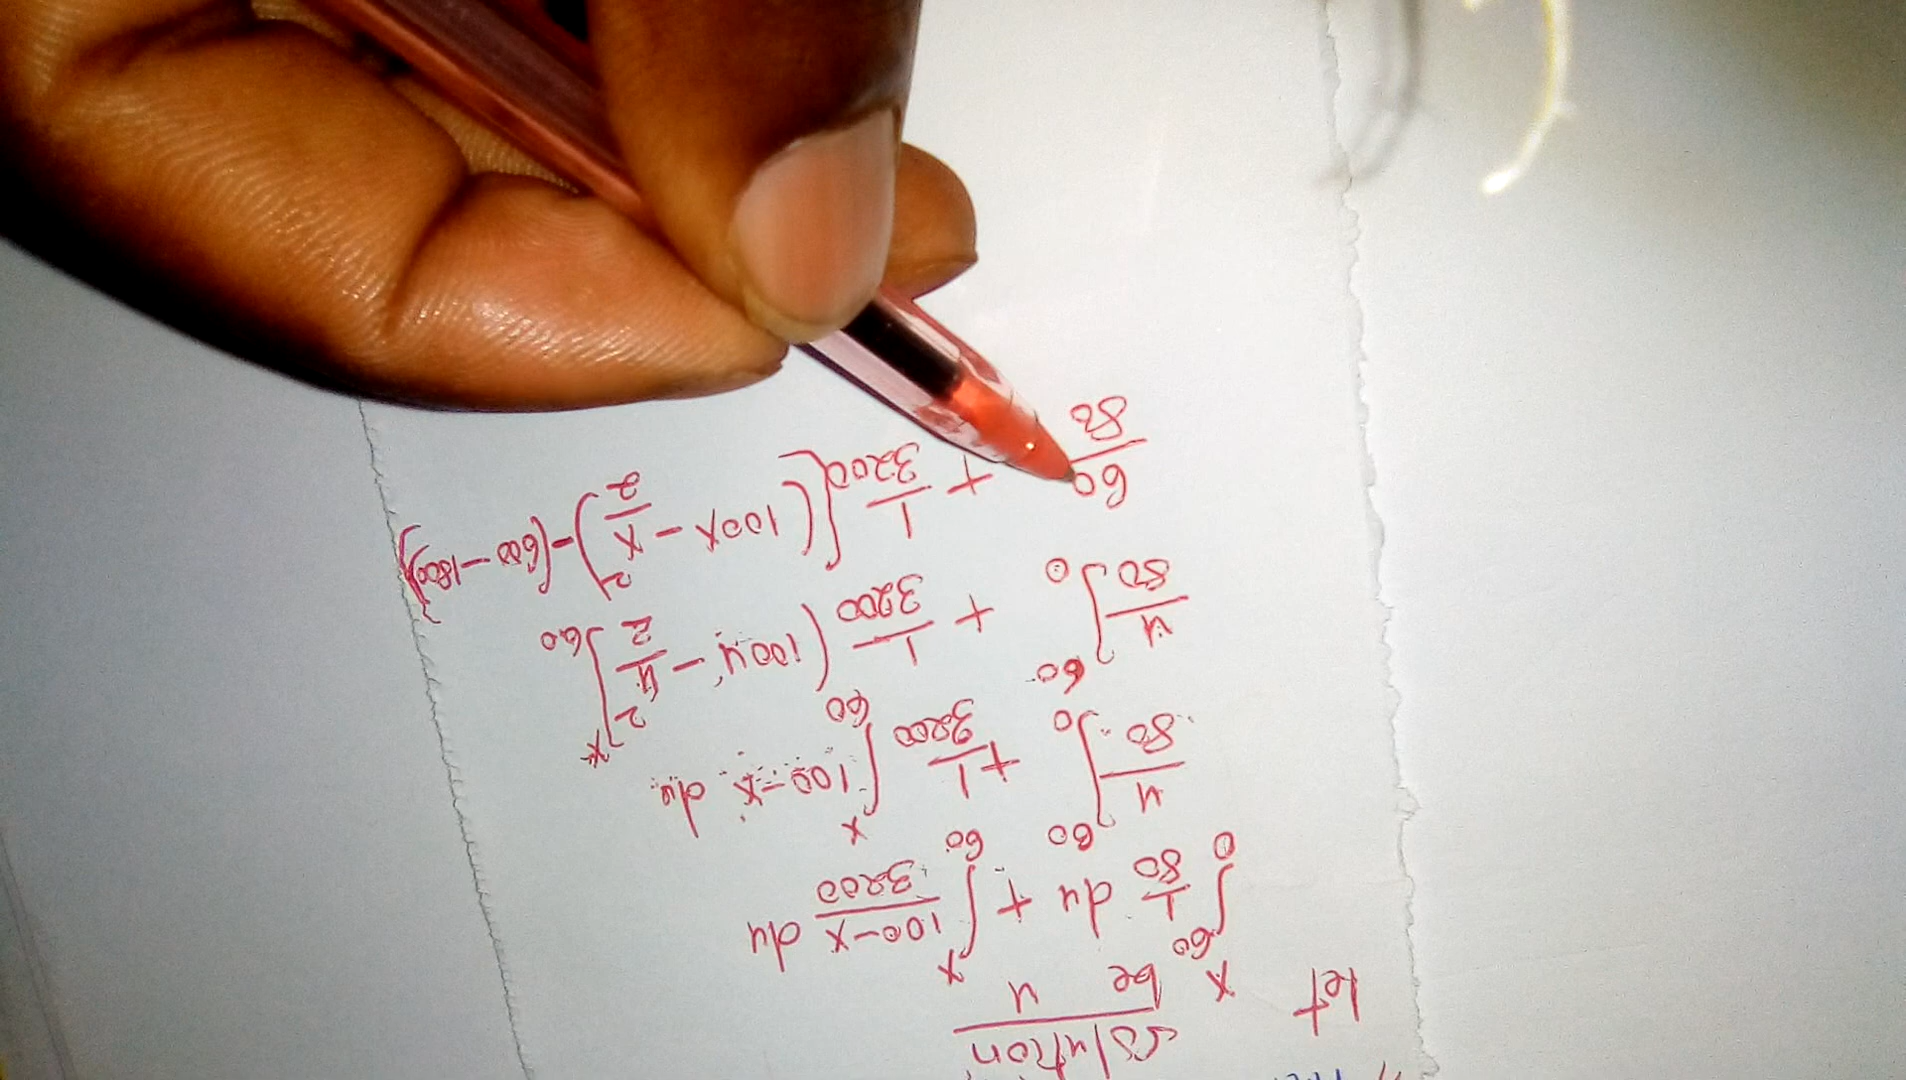 Solution
let x be u
∫₀⁶⁰ 1/80 du + ∫₆₀ˣ 100-x/3200 du
u/80]₀⁶⁰ + 1/3200 ∫₆₀ˣ 100-x du
u/80]₀⁶⁰ + 1/3200 (100u - u²/2]₆₀ˣ
60/80 + 1/3200 [(100x - x²/2) - (600 - 1800)]